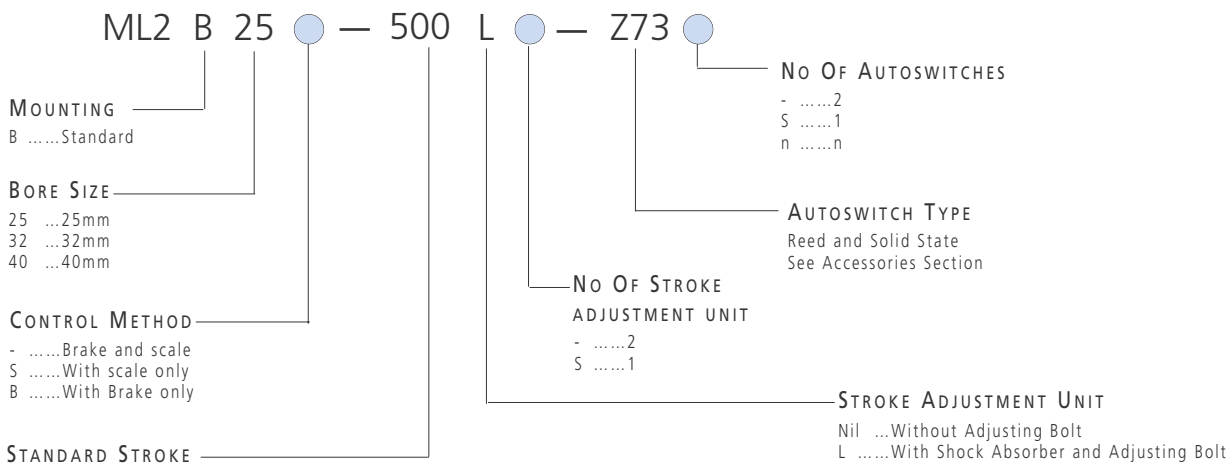 ML2 B 25 — 500 L — Z73
MOUNTING
B ......Standard
BORE SIZE
25 ...25mm
32 ...32mm
40 ...40mm
CONTROL METHOD
- ......Brake and scale
S ......With scale only
B ......With Brake only
STANDARD STROKE
NO OF AUTOSWITCHES
- ......2
S ......1
n ......n
AUTOSWITCH TYPE
Reed and Solid State
See Accessories Section
NO OF STROKE
ADJUSTMENT UNIT
- ......2
S ......1
STROKE ADJUSTMENT UNIT
Nil ...Without Adjusting Bolt
L ......With Shock Absorber and Adjusting Bolt